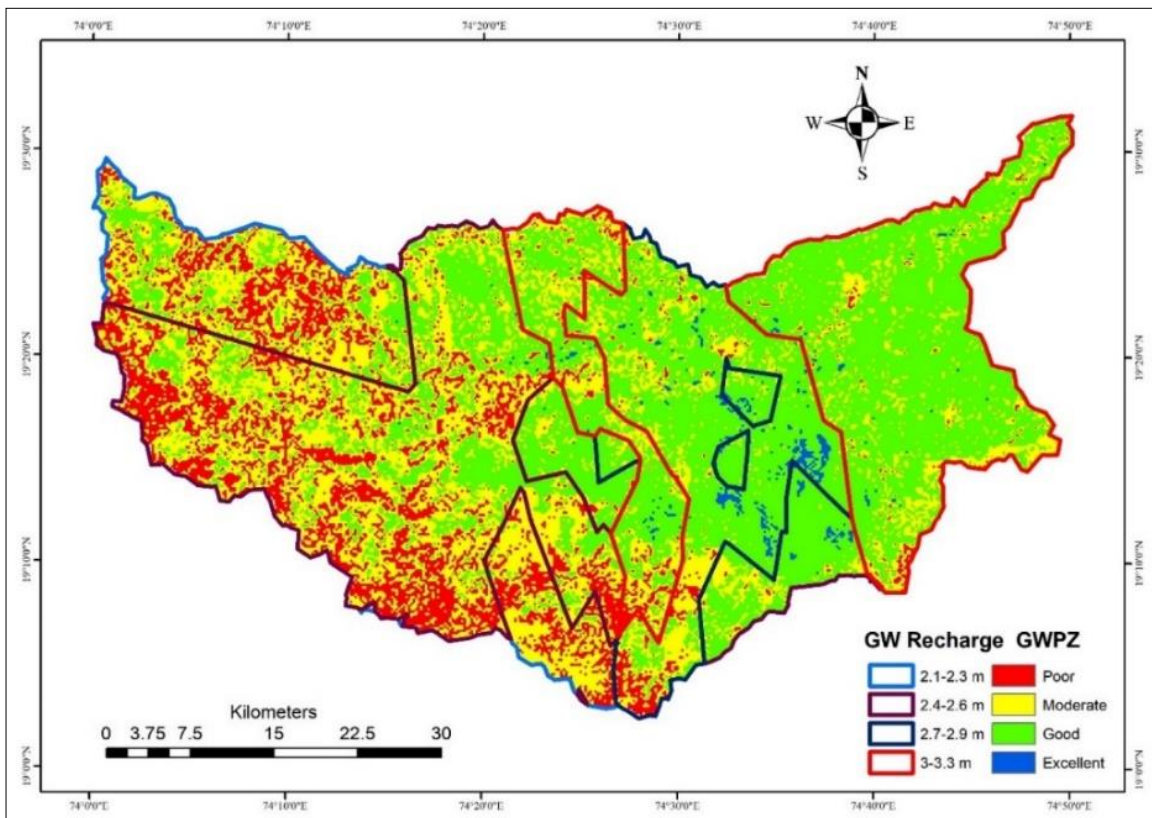 74°0'0"E 74°10'0"E 74°20'0"E 74°30'0"E 74°40'0"E 74°50'0"E
N
W E
S
19°30'0"N 19°30'0"N
19°20'0"N 19°20'0"N
19°10'0"N 19°10'0"N
19°0'0"N 19°0'0"N
GW Recharge GWPZ
2.1-2.3 m Poor
2.4-2.6 m Moderate
2.7-2.9 m Good
3-3.3 m Excellent
Kilometers
0 3.75 7.5 15 22.5 30
74°0'0"E 74°10'0"E 74°20'0"E 74°30'0"E 74°40'0"E 74°50'0"E